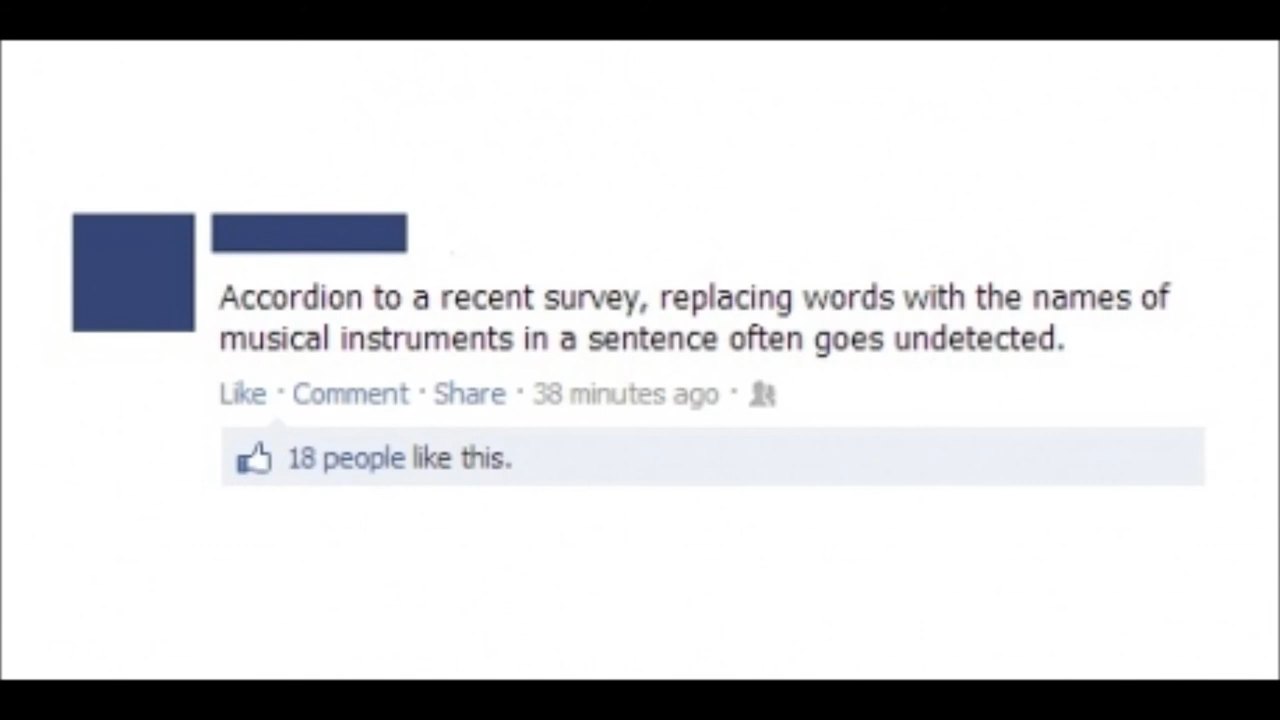 Accordion to a recent survey, replacing words with the names of
musical instruments in a sentence often goes undetected.
Like · Comment · Share · 38 minutes ago ·
18 people like this.